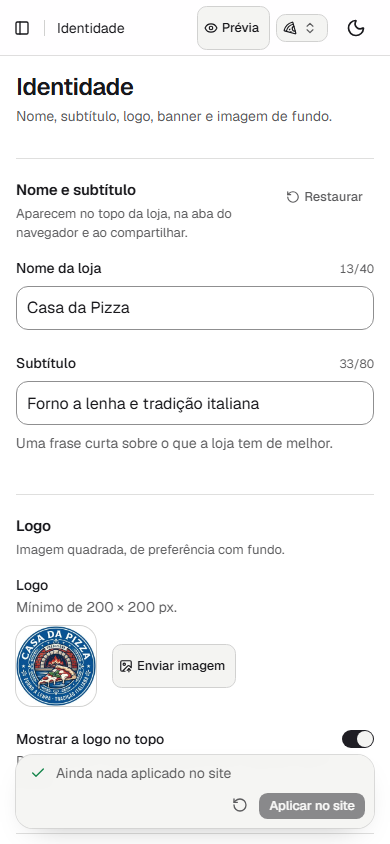 Identidade
Prévia
Identidade
Nome, subtítulo, logo, banner e imagem de fundo.
Nome e subtítulo
Restaurar
Aparecem no topo da loja, na aba do
navegador e ao compartilhar.
Nome da loja
13/40
Casa da Pizza
Subtítulo
33/80
Forno a lenha e tradição italiana
Uma frase curta sobre o que a loja tem de melhor.
Logo
Imagem quadrada, de preferência com fundo.
Logo
Mínimo de 200 × 200 px.
CASA DA PIZZA
FORNO A LENHA · TRADIÇÃO ITALIANA
Enviar imagem
Mostrar a logo no topo
Ainda nada aplicado no site
Aplicar no site